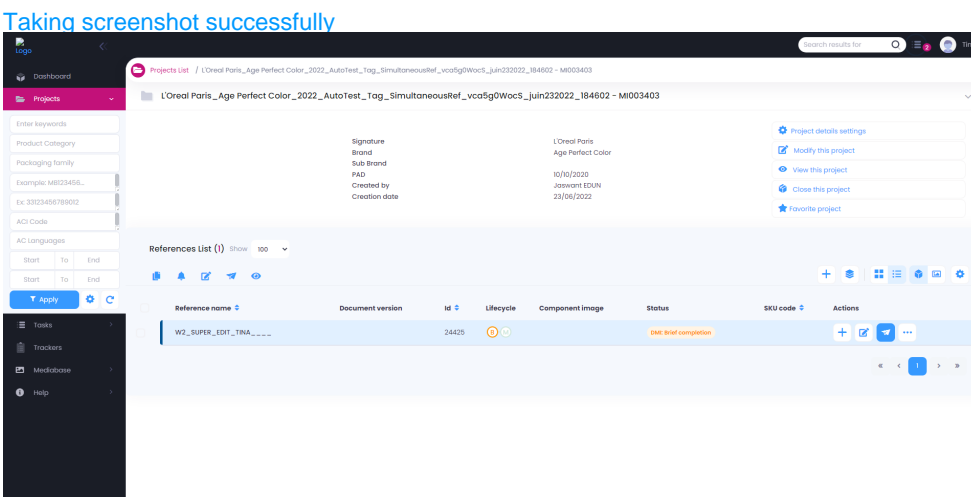 Taking screenshot successfully
Logo
Search results for
2
Tin
Dashboard
Projects List / L'Oreal Paris_Age Perfect Color_2022_AutoTest_Tag_SimultaneousRef_vca5g0WocS_juin232022_184602 - MI003403
Projects
L'Oreal Paris_Age Perfect Color_2022_AutoTest_Tag_SimultaneousRef_vca5g0WocS_juin232022_184602 - MI003403
Enter keywords
Product Category
Packaging family
Example: MI123456...
Ex: 33123456789012
ACI Code
AC Languages
Start To End
Start To End
Apply
Signature L'Oreal Paris
Brand Age Perfect Color
Sub Brand
PAD 10/10/2020
Created by Jaswant EDUN
Creation date 23/06/2022
Project details settings
Modify this project
View this project
Close this project
Favorite project
References List (1) Show 100
Reference name Document version Id Lifecycle Component image Status SKU code Actions
W2_SUPER_EDIT_TINA____ 24425 B M DMI: Brief completion
« ‹ 1 › »
Tasks
Trackers
Mediabase
Help